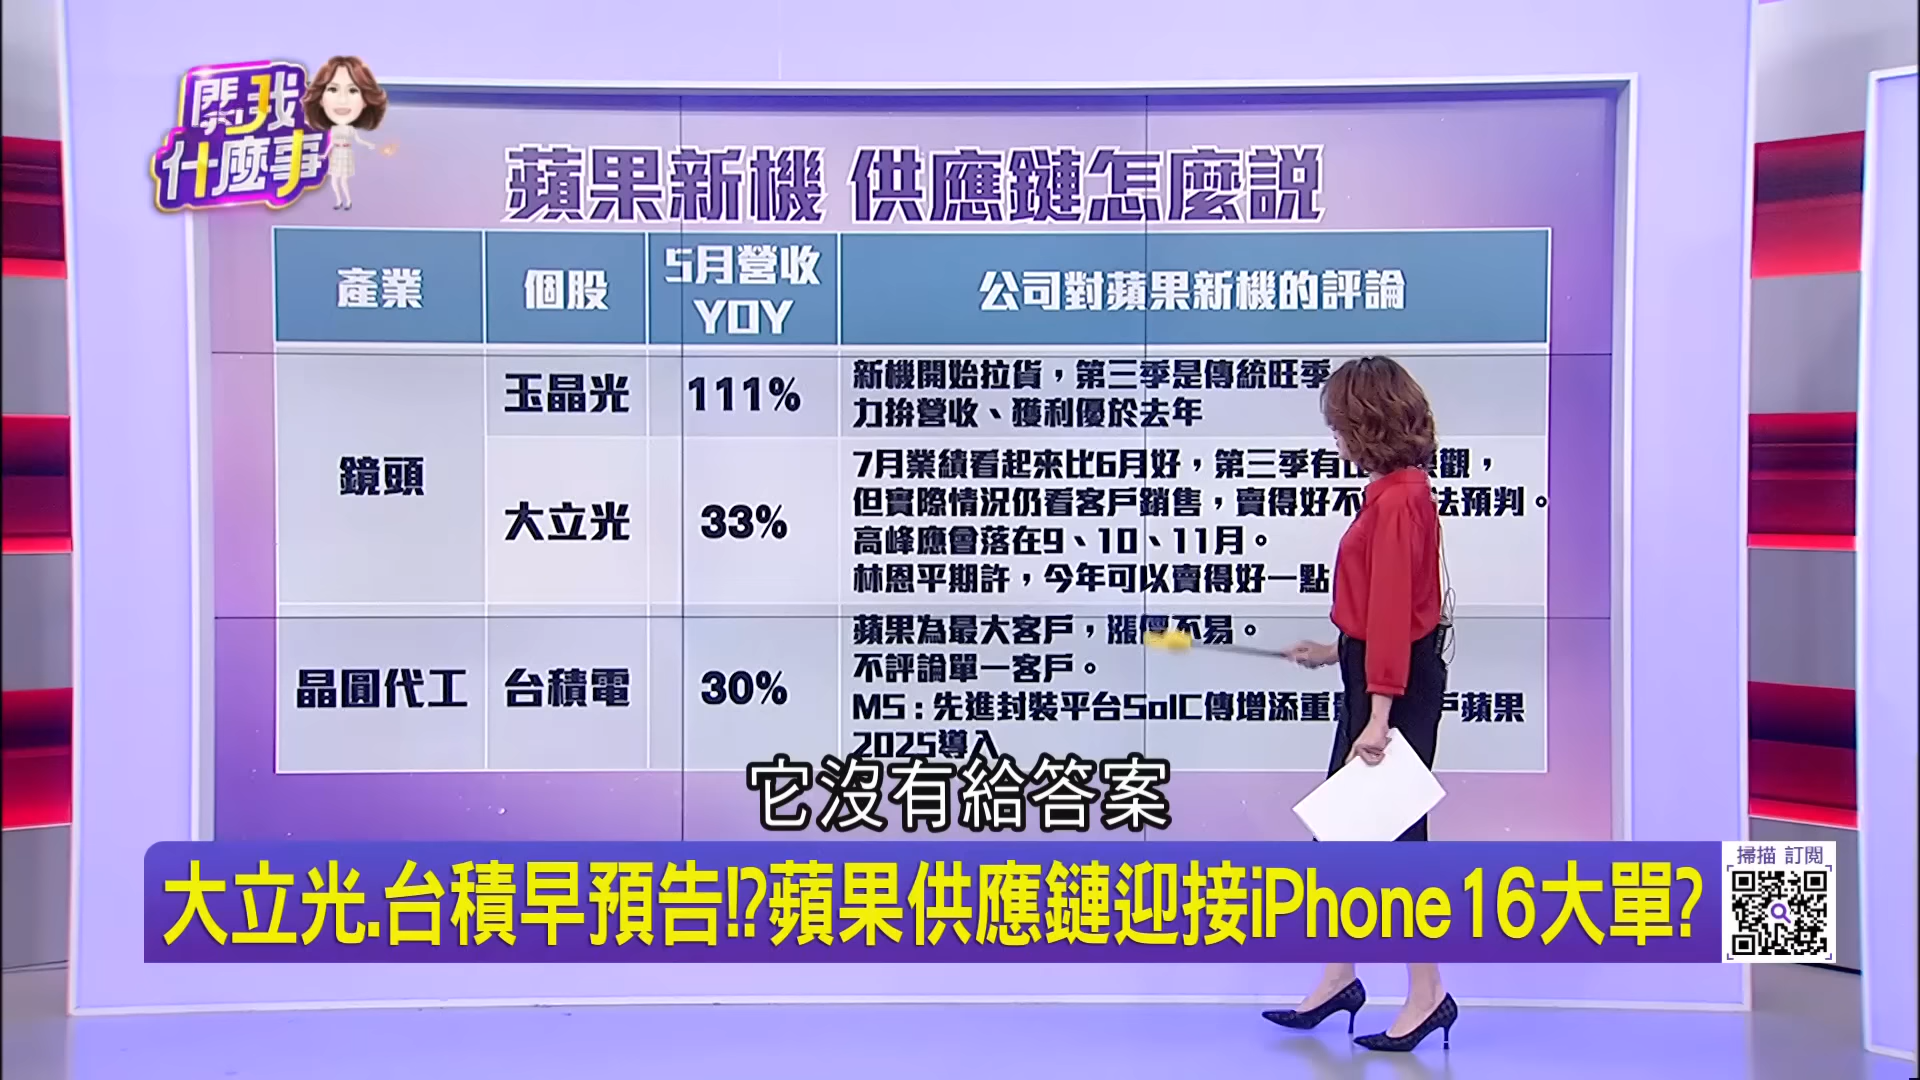 關我
什麼事
蘋果新機 供應鏈怎麼說
產業
個股
5月營收
YOY
公司對蘋果新機的評論
鏡頭
玉晶光
111%
新機開始拉貨，第三季是傳統旺季
力拚營收、獲利優於去年
大立光
33%
7月業績看起來比6月好，第三季有 觀，
但實際情況仍看客戶銷售，賣得好不 法預判。
高峰應會落在9、10、11月。
林恩平期許，今年可以賣得好一點
晶圓代工
台積電
30%
蘋果為最大客戶，漲價不易。
不評論單一客戶。
MS：先進封裝平台SoIC傳增添重 戶蘋果
2025導入
它沒有給答案
大立光.台積早預告!?蘋果供應鏈迎接iPhone16大單?
掃描 訂閱